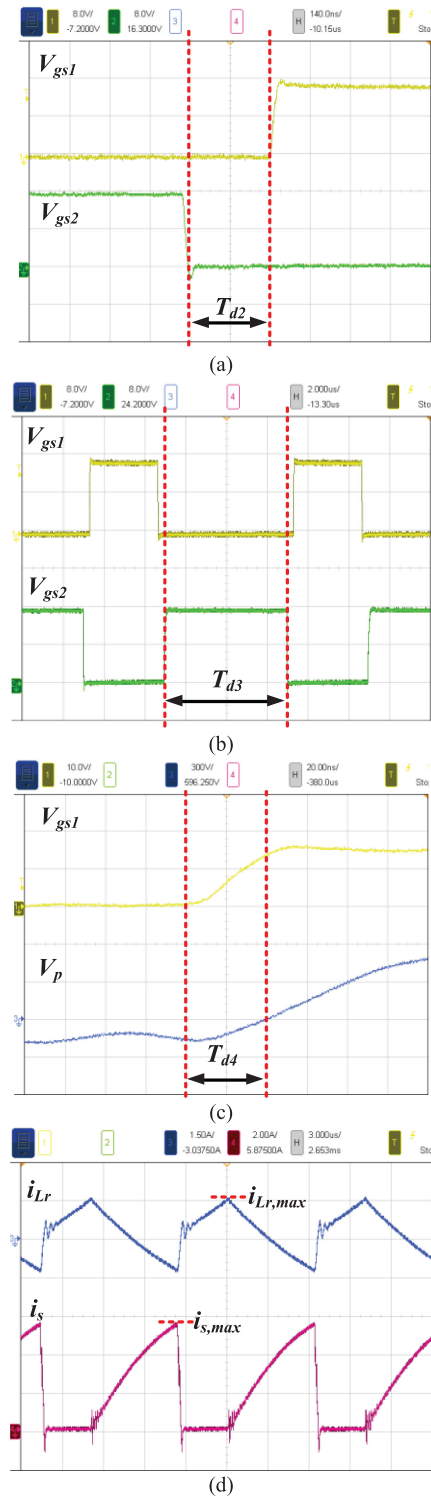 1 8.0V/ 2 8.0V/ 3 4 H 140.0ns/ T
-7.2000V 16.3000V -10.15us Sto
Vgs1
Vgs2
Td2
(a)
1 8.0V/ 2 8.0V/ 3 4 H 2.000us/ T
-7.2000V 24.2000V -13.30us Sto
Vgs1
Vgs2
Td3
(b)
1 10.0V/ 2 3 300V/ 4 H 20.00ns/ T
-10.0000V 596.250V -380.0us Sto
Vgs1
Vp
Td4
(c)
1 2 3 1.50A/ 4 2.00A/ H 3.000us/ T
-3.03750A 5.87500A 2.653ms Sto
iLr
iLr,max
is
is,max
(d)